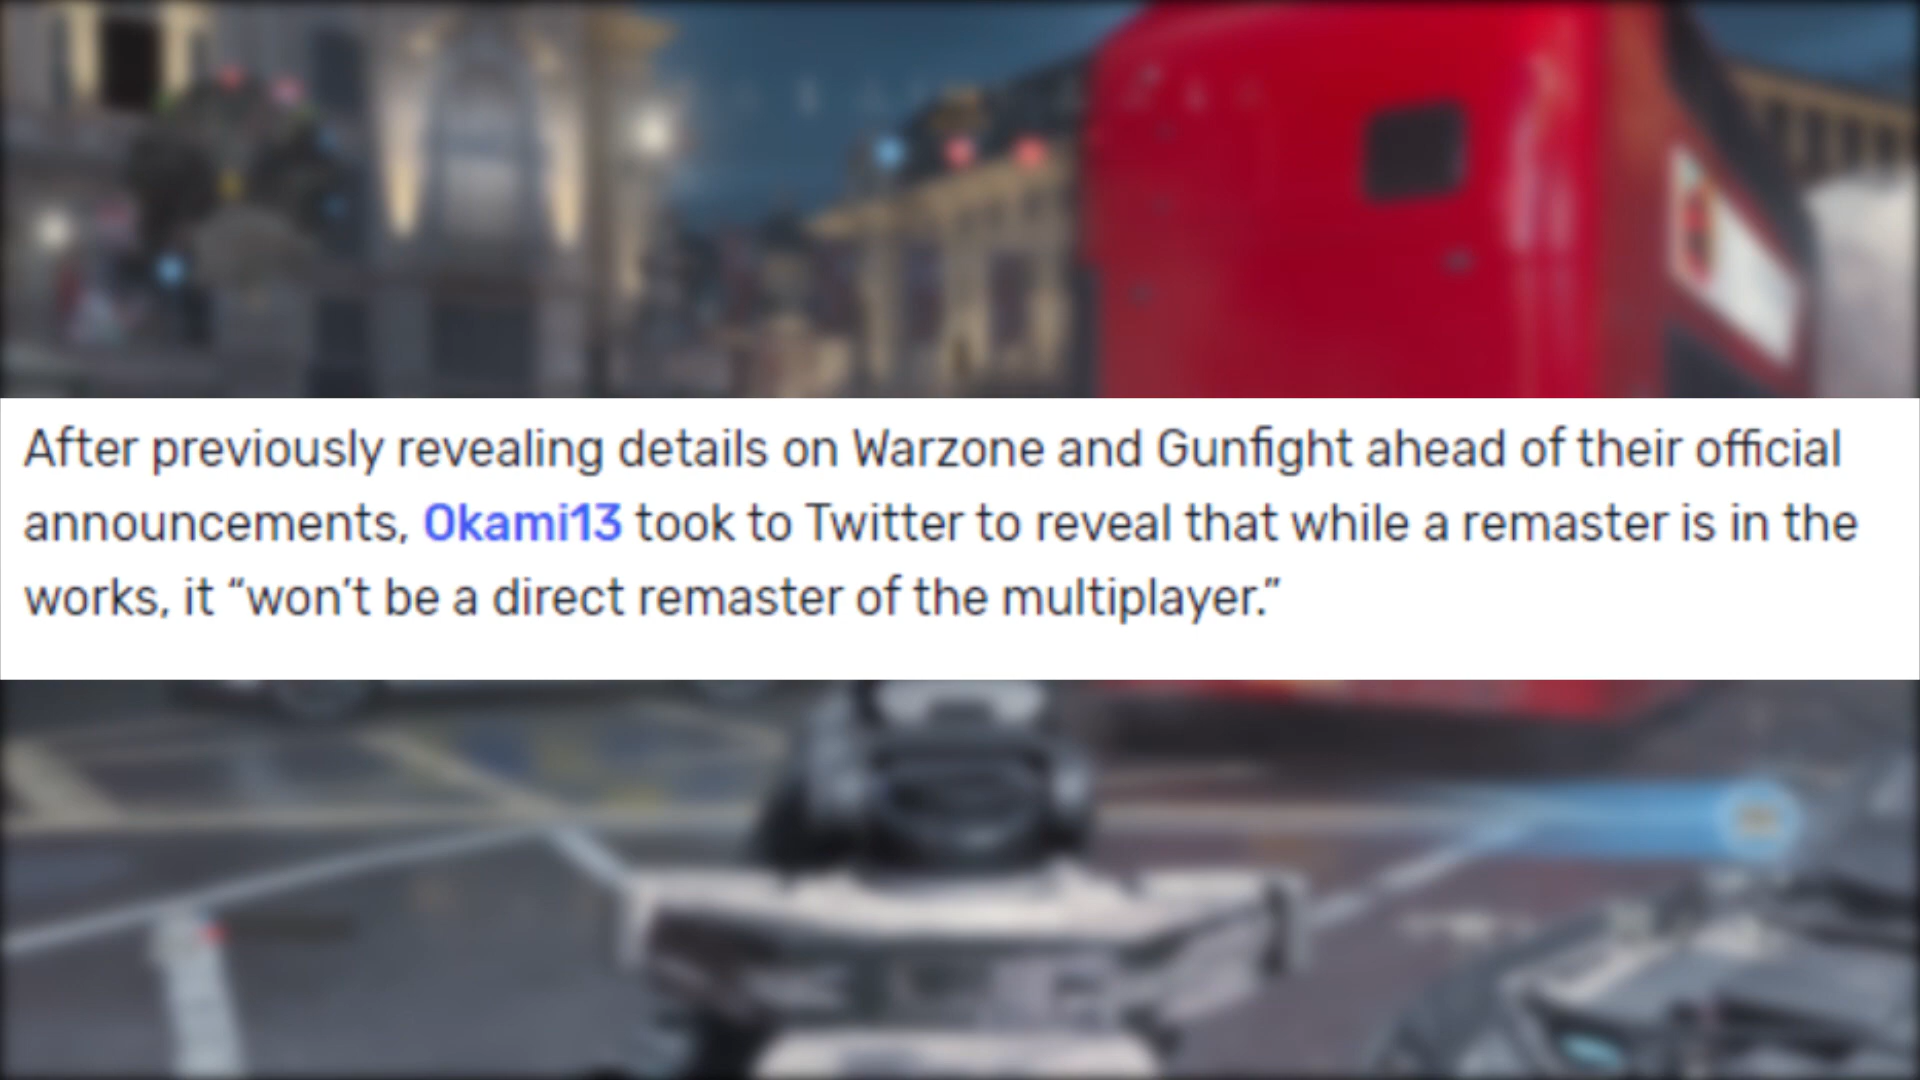 After previously revealing details on Warzone and Gunfight ahead of their official
announcements, Okami13 took to Twitter to reveal that while a remaster is in the
works, it “won’t be a direct remaster of the multiplayer.”